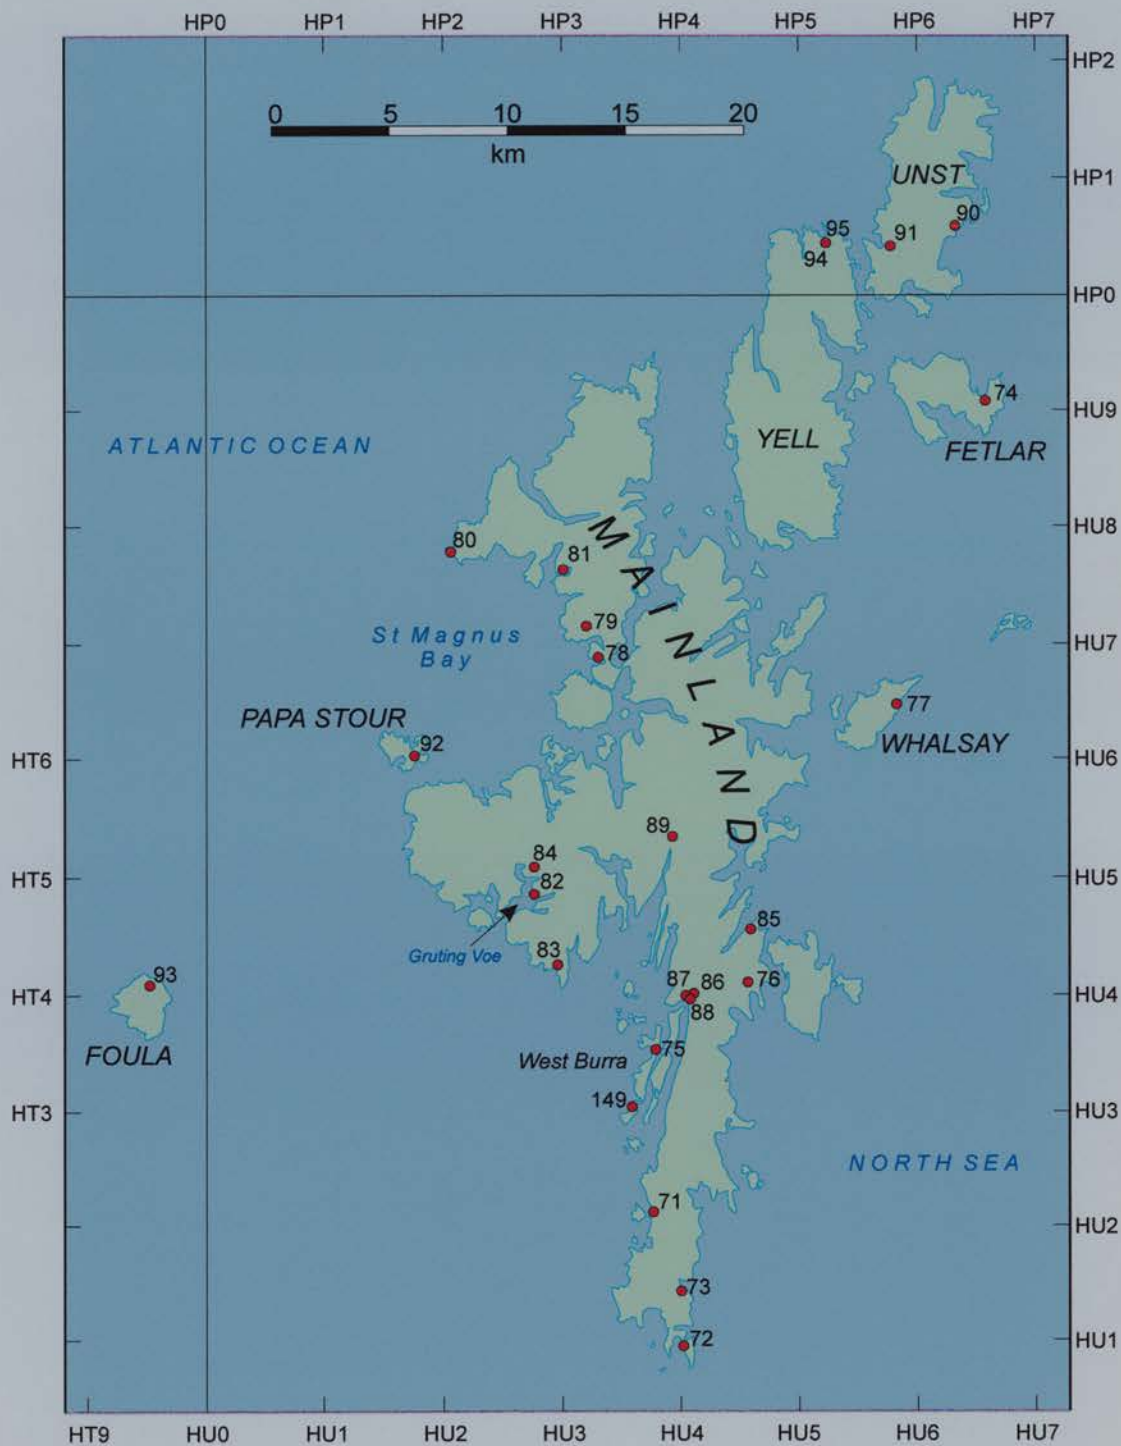 HP0 HP1 HP2 HP3 HP4 HP5 HP6 HP7
HP2
0 5 10 15 20
km
UNST
HP1
90
95
91
94
HP0
74
HU9
ATLANTIC OCEAN
YELL
FETLAR
HU8
80
81
MAINLAND
79
St Magnus
Bay
HU7
78
77
PAPA STOUR
WHALSAY
92
HT6
HU6
89
84
82
HT5
HU5
85
Gruting Voe
83
93
87 86 76
HT4
HU4
88
FOULA
West Burra
75
149
HT3
HU3
NORTH SEA
71
HU2
73
72
HU1
HT9 HU0 HU1 HU2 HU3 HU4 HU5 HU6 HU7